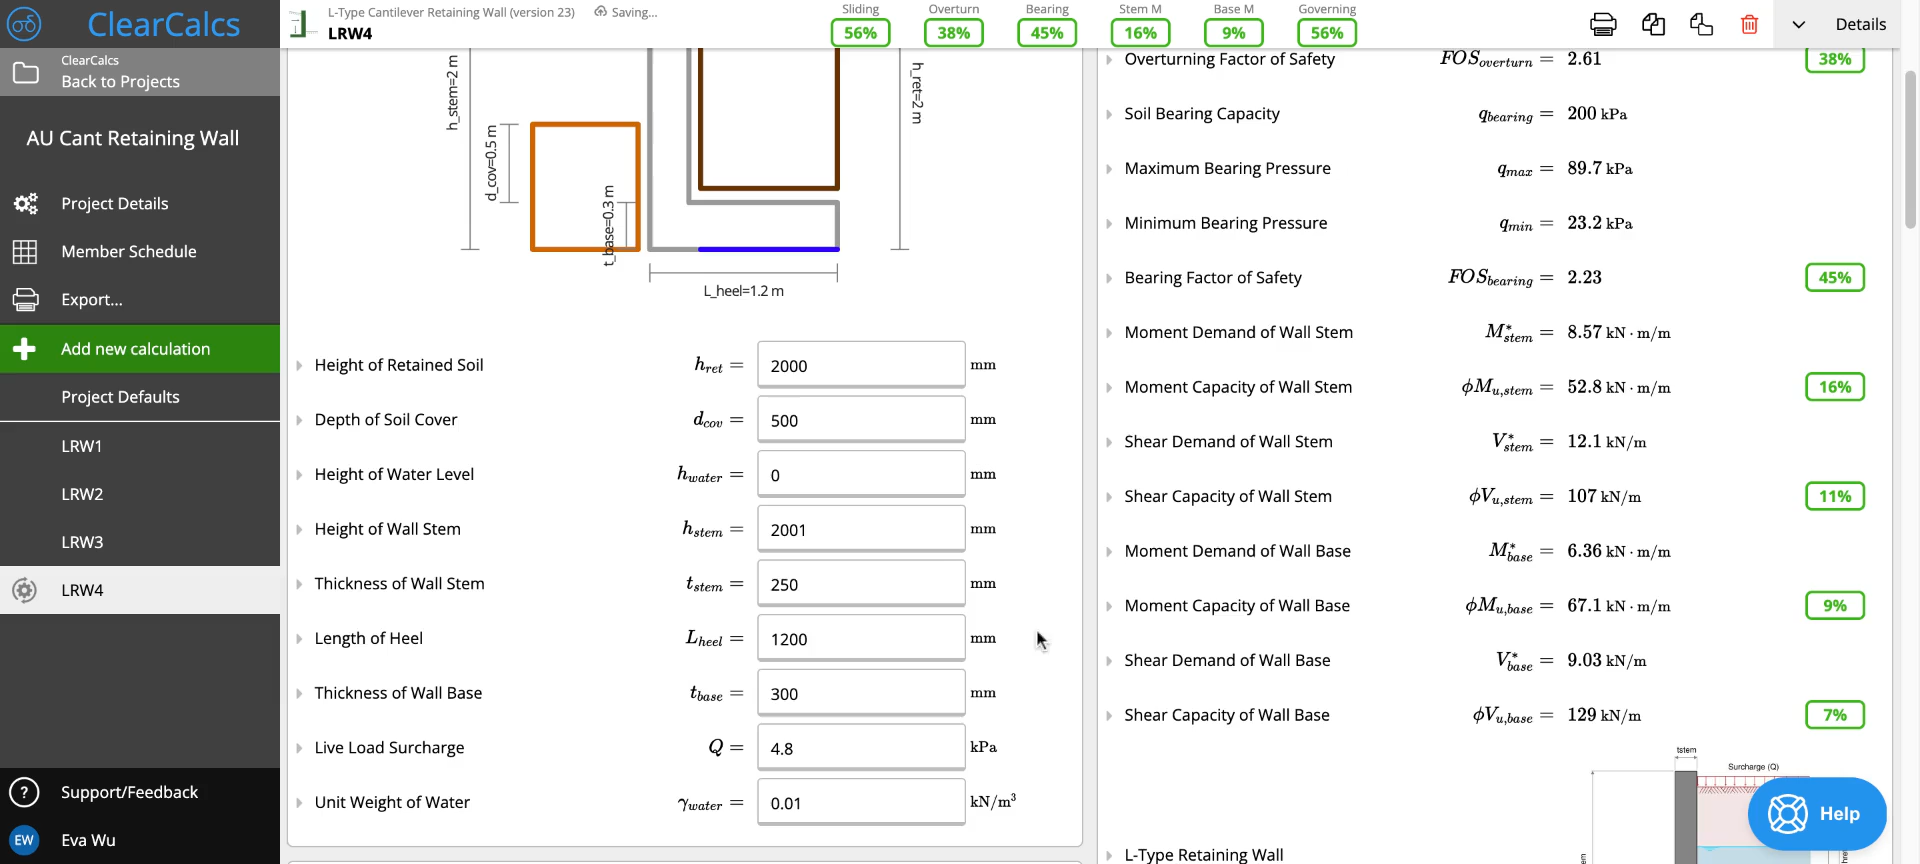 ClearCalcs
ClearCalcs
Back to Projects
AU Cant Retaining Wall
Project Details
Member Schedule
Export...
Add new calculation
Project Defaults
LRW1
LRW2
LRW3
LRW4
Support/Feedback
EW Eva Wu
L-Type Cantilever Retaining Wall (version 23) Saving...
LRW4
Sliding 56%
Overturn 38%
Bearing 45%
Stem M 16%
Base M 9%
Governing 56%
Details
h_stem=2 m
d_cov=0.5 m
t_base=0.3 m
h_ret=2 m
L_heel=1.2 m
Height of Retained Soil h_ret = 2000 mm
Depth of Soil Cover d_cov = 500 mm
Height of Water Level h_water = 0 mm
Height of Wall Stem h_stem = 2001 mm
Thickness of Wall Stem t_stem = 250 mm
Length of Heel L_heel = 1200 mm
Thickness of Wall Base t_base = 300 mm
Live Load Surcharge Q = 4.8 kPa
Unit Weight of Water γ_water = 0.01 kN/m³
Overturning Factor of Safety FOS_overturn = 2.61 38%
Soil Bearing Capacity q_bearing = 200 kPa
Maximum Bearing Pressure q_max = 89.7 kPa
Minimum Bearing Pressure q_min = 23.2 kPa
Bearing Factor of Safety FOS_bearing = 2.23 45%
Moment Demand of Wall Stem M*_stem = 8.57 kN · m/m
Moment Capacity of Wall Stem ϕM_u,stem = 52.8 kN · m/m 16%
Shear Demand of Wall Stem V*_stem = 12.1 kN/m
Shear Capacity of Wall Stem ϕV_u,stem = 107 kN/m 11%
Moment Demand of Wall Base M*_base = 6.36 kN · m/m
Moment Capacity of Wall Base ϕM_u,base = 67.1 kN · m/m 9%
Shear Demand of Wall Base V*_base = 9.03 kN/m
Shear Capacity of Wall Base ϕV_u,base = 129 kN/m 7%
tstem
Surcharge (Q)
L-Type Retaining Wall
Help